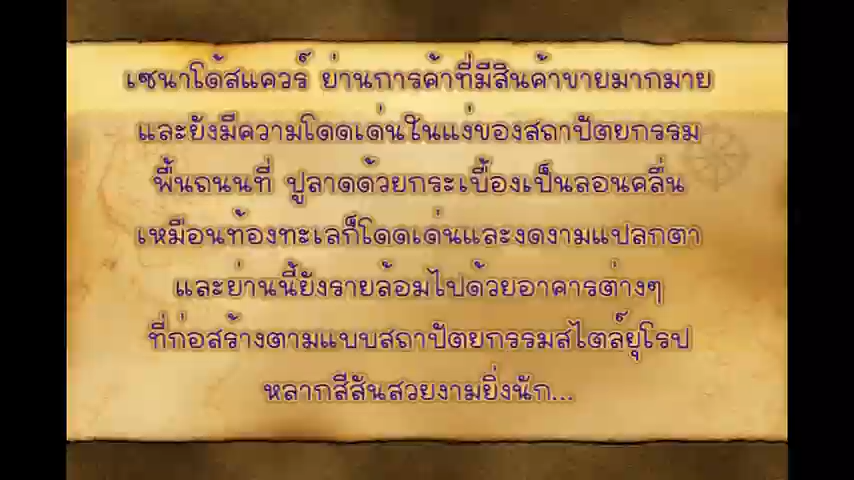 เซนาโด้สแควร์ ย่านการค้าที่มีสินค้าขายมากมาย
และยังมีความโดดเด่นในแง่ของสถาปัตยกรรม
พื้นถนนที่ ปูลาดด้วยกระเบื้องเป็นลอนคลื่น
เหมือนท้องทะเลก็โดดเด่นและงดงามแปลกตา
และย่านนี้ยังรายล้อมไปด้วยอาคารต่างๆ
ที่ก่อสร้างตามแบบสถาปัตยกรรมสไตล์ยุโรป
หลากสีสันสวยงามยิ่งนัก...